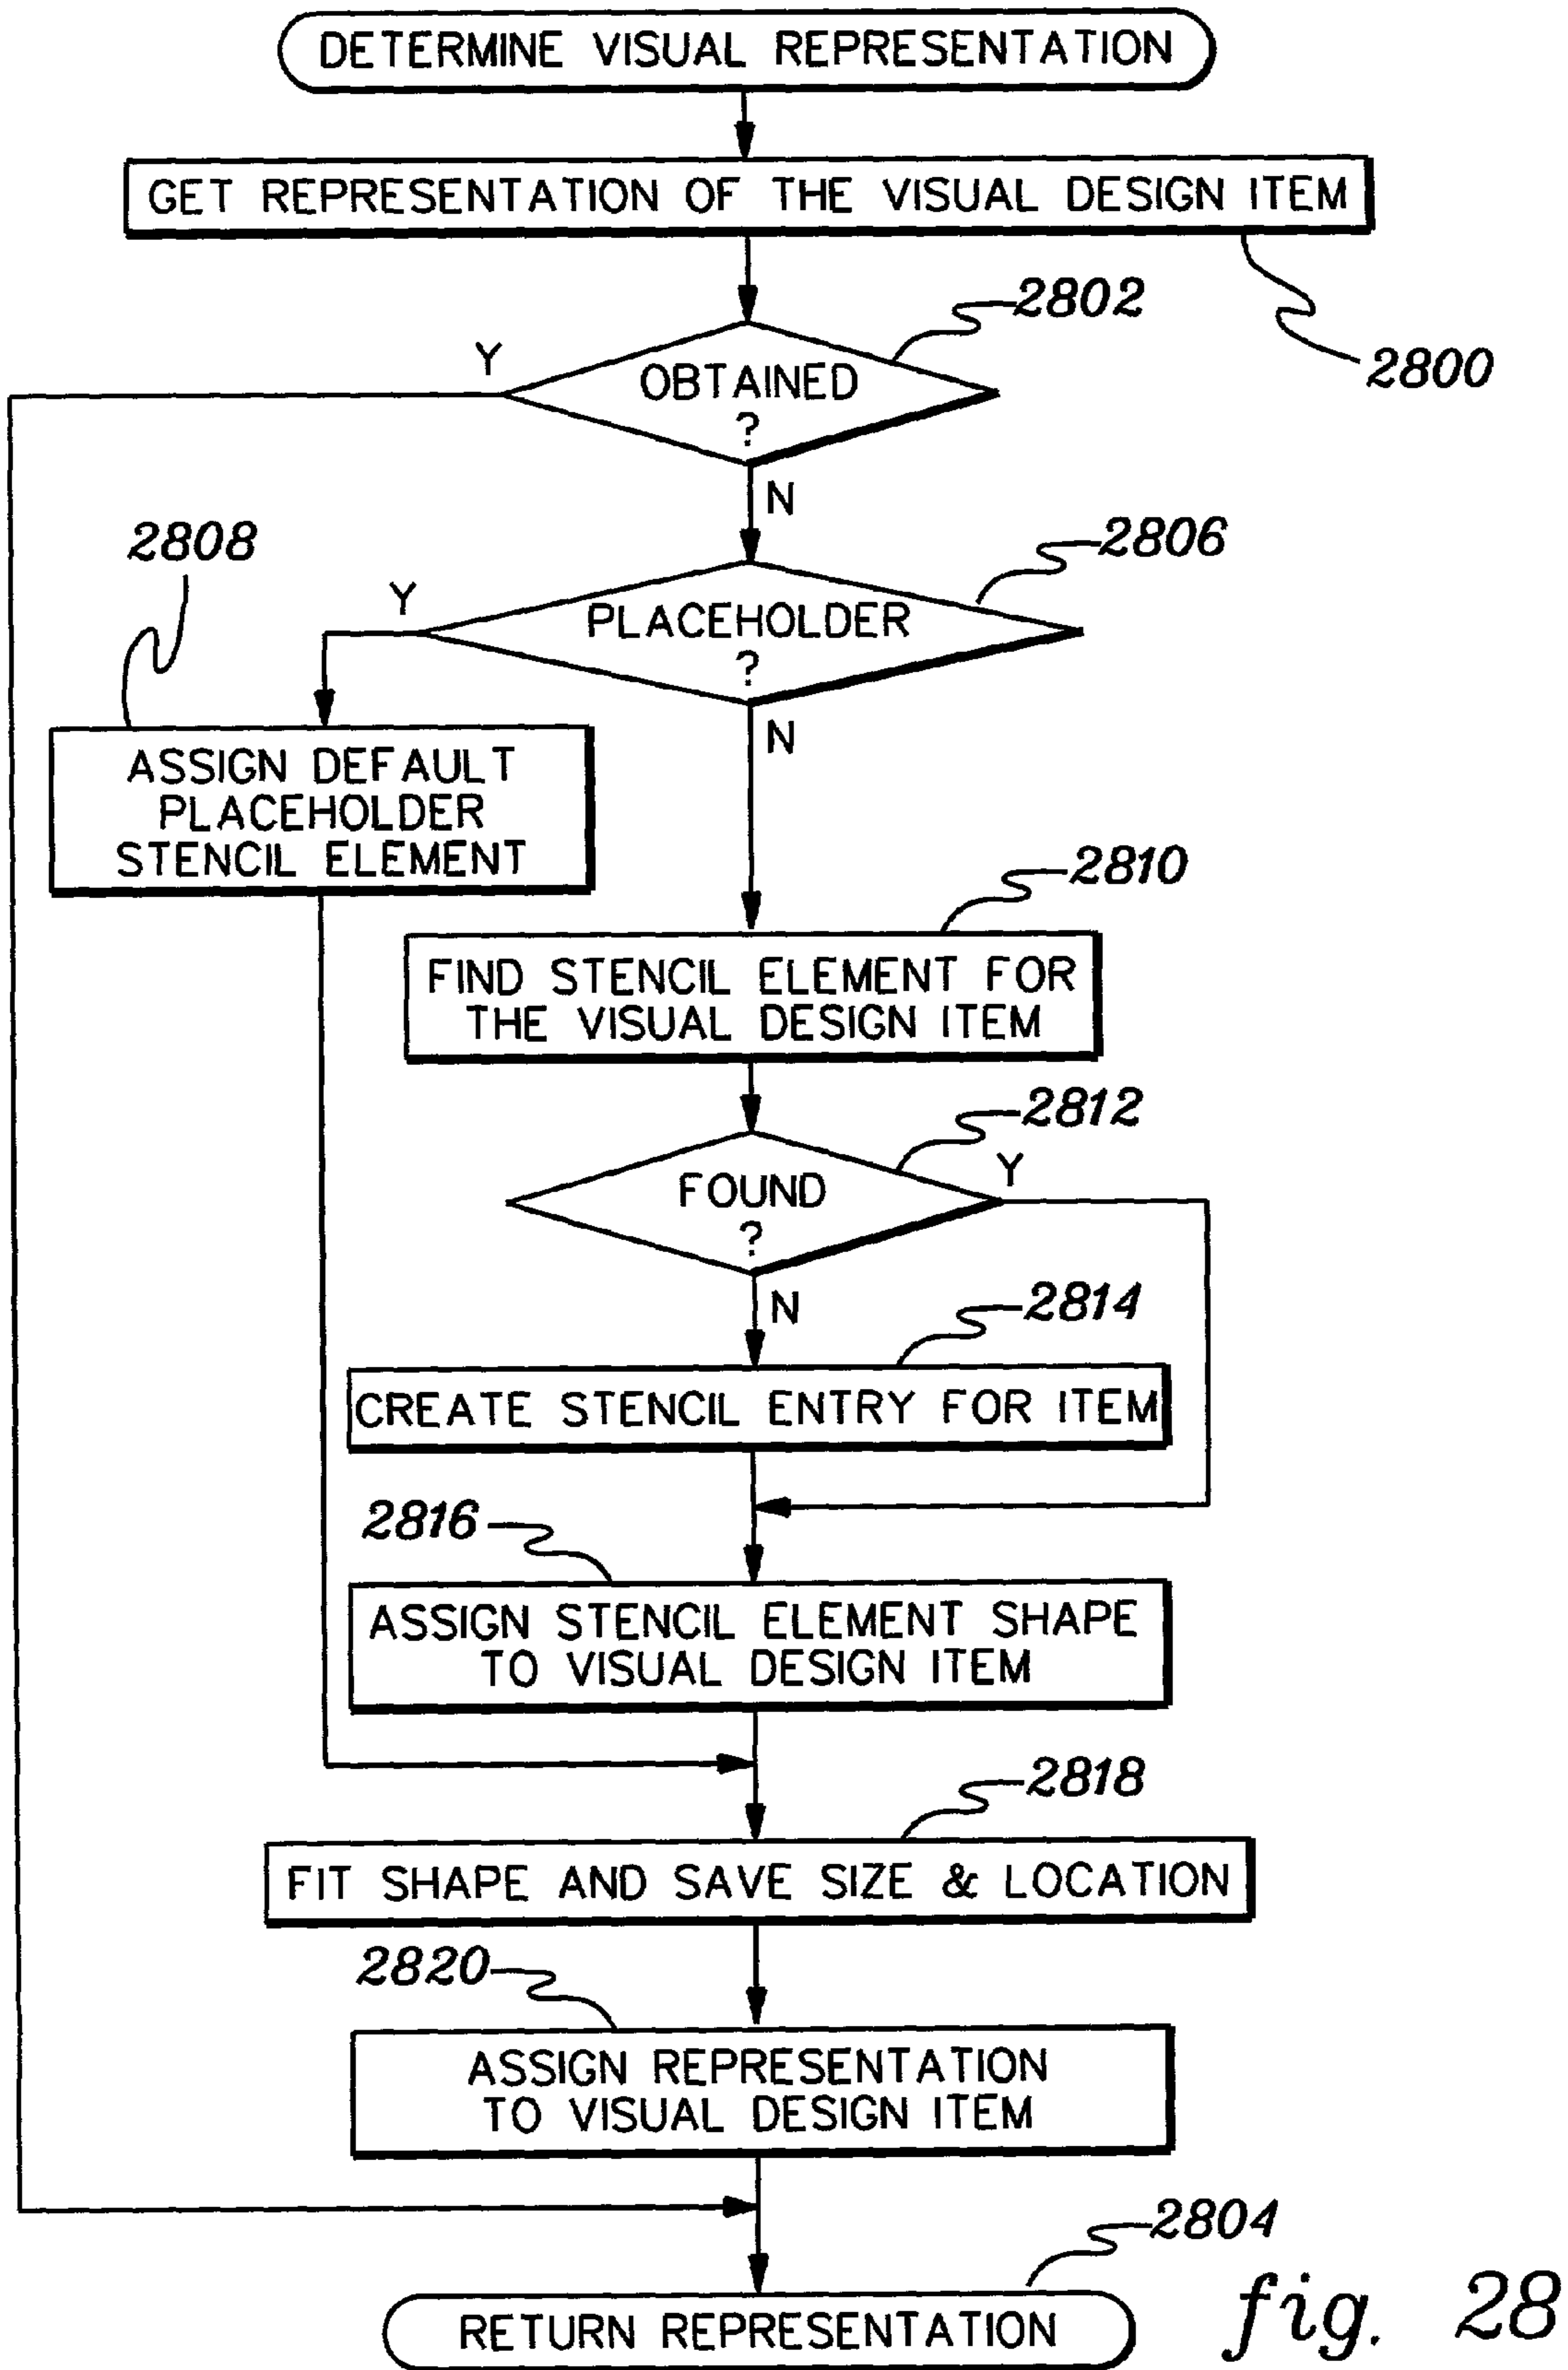 DETERMINE VISUAL REPRESENTATION
GET REPRESENTATION OF THE VISUAL DESIGN ITEM
2800
2802
OBTAINED
?
Y
N
2806
PLACEHOLDER
?
Y
N
2808
ASSIGN DEFAULT
PLACEHOLDER
STENCIL ELEMENT
2810
FIND STENCIL ELEMENT FOR
THE VISUAL DESIGN ITEM
2812
FOUND
?
Y
N
2814
CREATE STENCIL ENTRY FOR ITEM
2816
ASSIGN STENCIL ELEMENT SHAPE
TO VISUAL DESIGN ITEM
2818
FIT SHAPE AND SAVE SIZE & LOCATION
2820
ASSIGN REPRESENTATION
TO VISUAL DESIGN ITEM
2804
RETURN REPRESENTATION
fig. 28